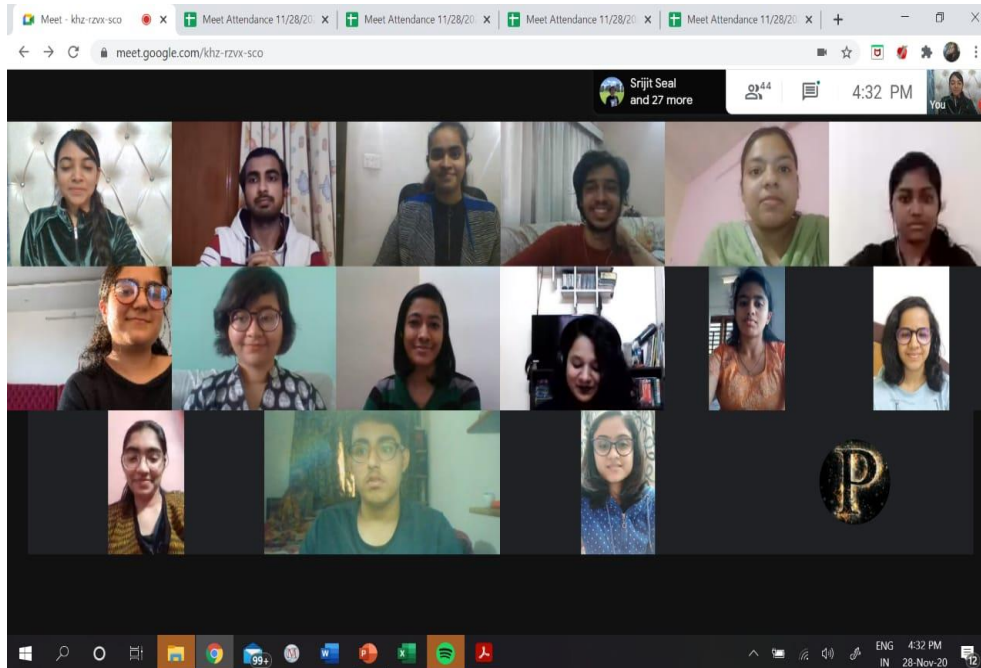 Meet - khz-rzvx-sco
Meet Attendance 11/28/20
Meet Attendance 11/28/20
Meet Attendance 11/28/20
Meet Attendance 11/28/20
meet.google.com/khz-rzvx-sco
Srijit Seal
and 27 more
44
4:32 PM
You
P
99+
ENG
IN
4:32 PM
28-Nov-20
12